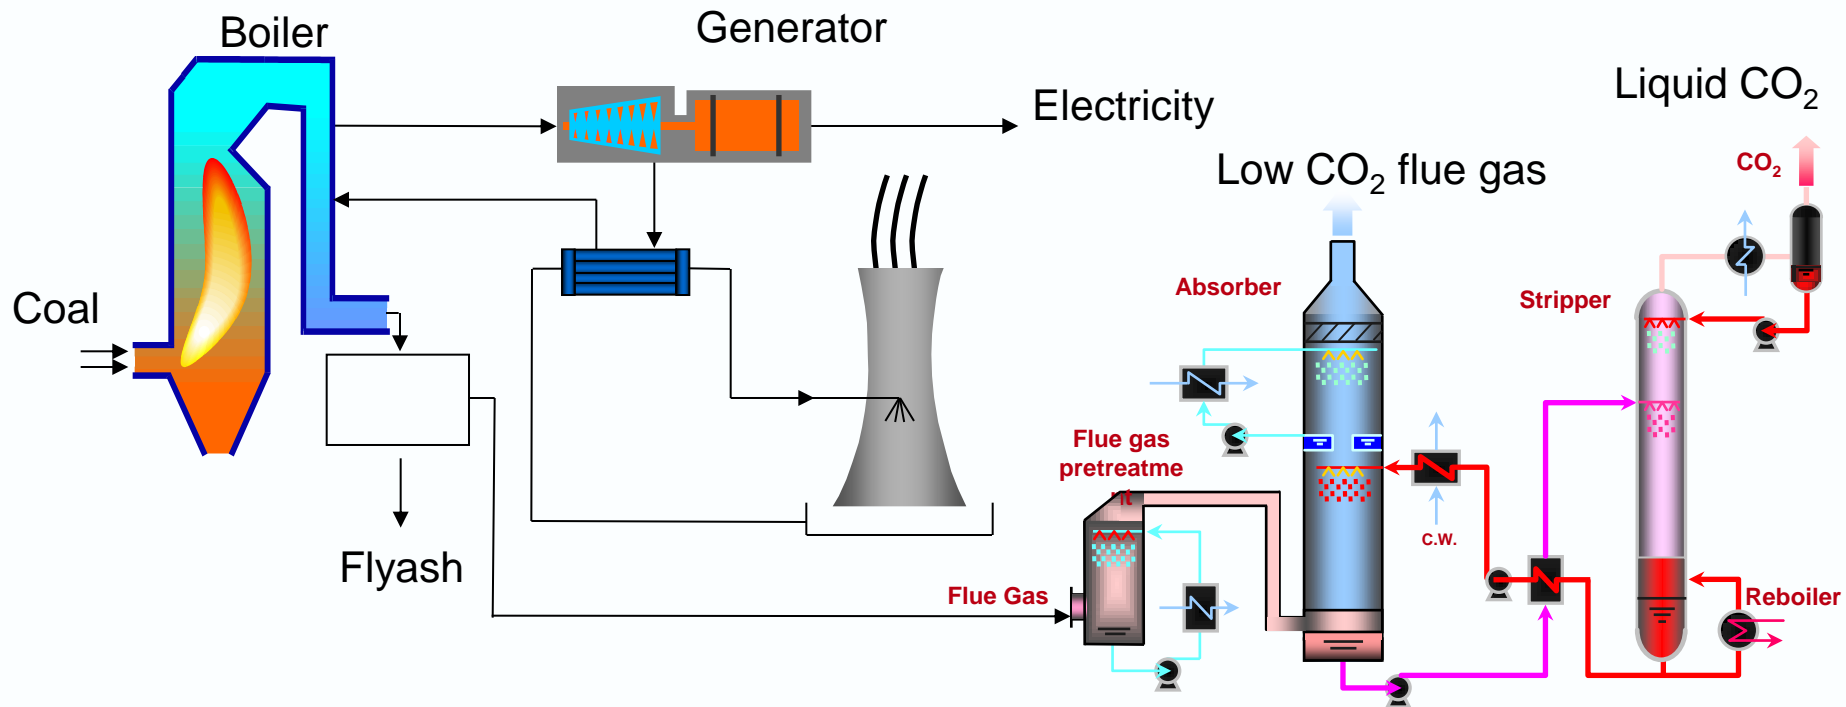 Boiler
Generator
Electricity
Liquid CO₂
CO₂
Low CO₂ flue gas
Coal
Absorber
Stripper
Flue gas
pretreatme
nt
C.W.
Flyash
Flue Gas
Reboiler